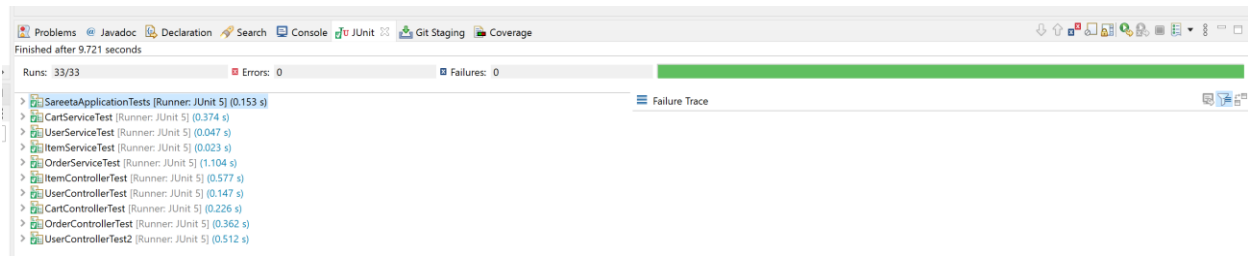 Problems @ Javadoc Declaration Search Console JUnit Git Staging Coverage
Finished after 9.721 seconds
Runs: 33/33 Errors: 0 Failures: 0
SareetaApplicationTests [Runner: JUnit 5] (0.153 s)
Failure Trace
CartServiceTest [Runner: JUnit 5] (0.374 s)
UserServiceTest [Runner: JUnit 5] (0.047 s)
ItemServiceTest [Runner: JUnit 5] (0.023 s)
OrderServiceTest [Runner: JUnit 5] (1.104 s)
ItemControllerTest [Runner: JUnit 5] (0.577 s)
UserControllerTest [Runner: JUnit 5] (0.147 s)
CartControllerTest [Runner: JUnit 5] (0.226 s)
OrderControllerTest [Runner: JUnit 5] (0.362 s)
UserControllerTest2 [Runner: JUnit 5] (0.512 s)